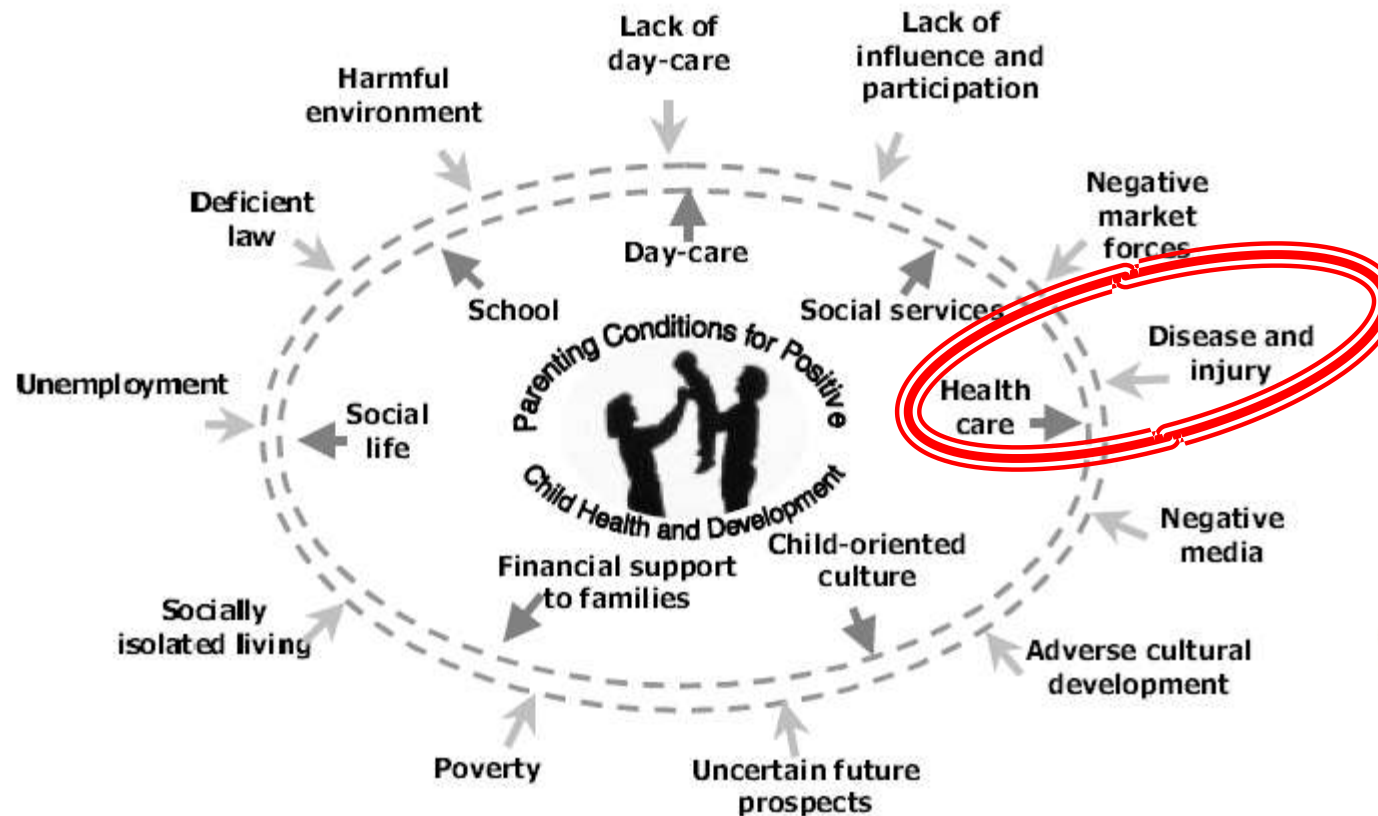 Lack of
day-care
Lack of
influence and
participation
Harmful
environment
Negative
market
forces
Deficient
law
Day-care
School
Social services
Disease and
injury
Unemployment
Social
life
Parenting Conditions for Positive
Child Health and Development
Health
care
Negative
media
Financial support
to families
Child-oriented
culture
Socially
isolated living
Adverse cultural
development
Poverty
Uncertain future
prospects